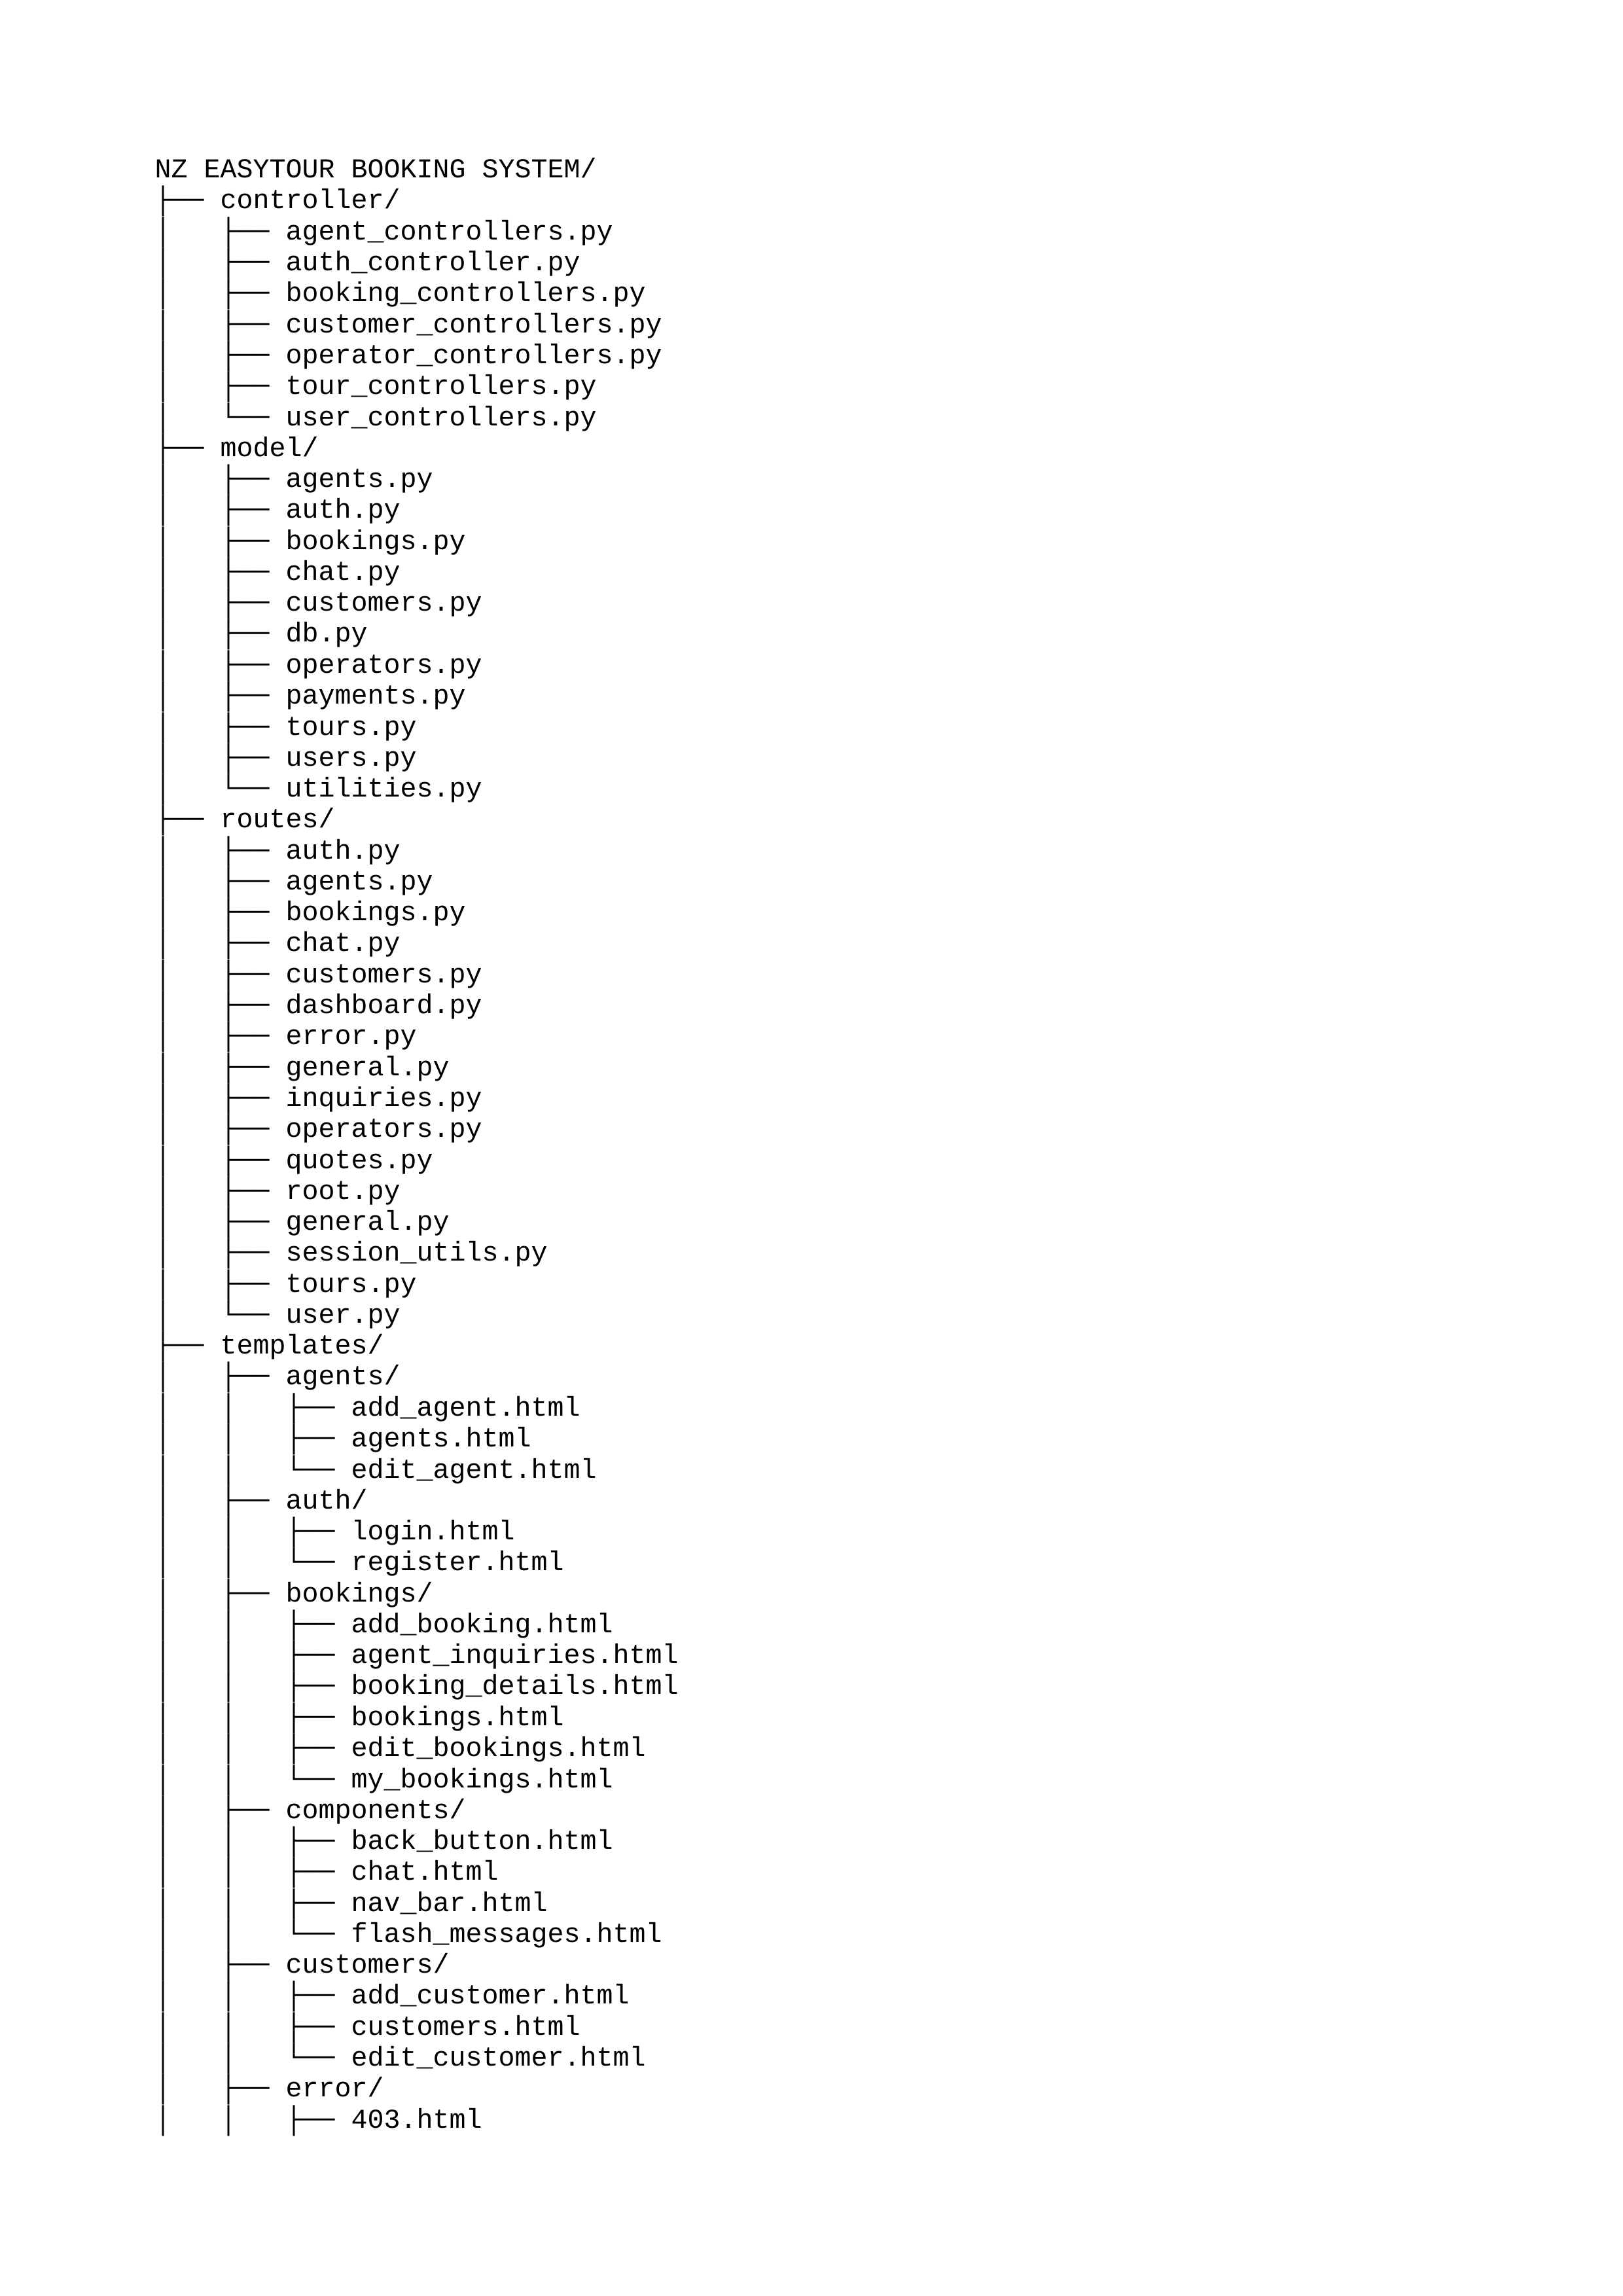 NZ EASYTOUR BOOKING SYSTEM/
├── controller/
│   ├── agent_controllers.py
│   ├── auth_controller.py
│   ├── booking_controllers.py
│   ├── customer_controllers.py
│   ├── operator_controllers.py
│   ├── tour_controllers.py
│   └── user_controllers.py
├── model/
│   ├── agents.py
│   ├── auth.py
│   ├── bookings.py
│   ├── chat.py
│   ├── customers.py
│   ├── db.py
│   ├── operators.py
│   ├── payments.py
│   ├── tours.py
│   ├── users.py
│   └── utilities.py
├── routes/
│   ├── auth.py
│   ├── agents.py
│   ├── bookings.py
│   ├── chat.py
│   ├── customers.py
│   ├── dashboard.py
│   ├── error.py
│   ├── general.py
│   ├── inquiries.py
│   ├── operators.py
│   ├── quotes.py
│   ├── root.py
│   ├── general.py
│   ├── session_utils.py
│   ├── tours.py
│   └── user.py
├── templates/
│   ├── agents/
│   │   ├── add_agent.html
│   │   ├── agents.html
│   │   └── edit_agent.html
│   ├── auth/
│   │   ├── login.html
│   │   └── register.html
│   ├── bookings/
│   │   ├── add_booking.html
│   │   ├── agent_inquiries.html
│   │   ├── booking_details.html
│   │   ├── bookings.html
│   │   ├── edit_bookings.html
│   │   └── my_bookings.html
│   ├── components/
│   │   ├── back_button.html
│   │   ├── chat.html
│   │   ├── nav_bar.html
│   │   └── flash_messages.html
│   ├── customers/
│   │   ├── add_customer.html
│   │   ├── customers.html
│   │   └── edit_customer.html
│   ├── error/
│   │   ├── 403.html